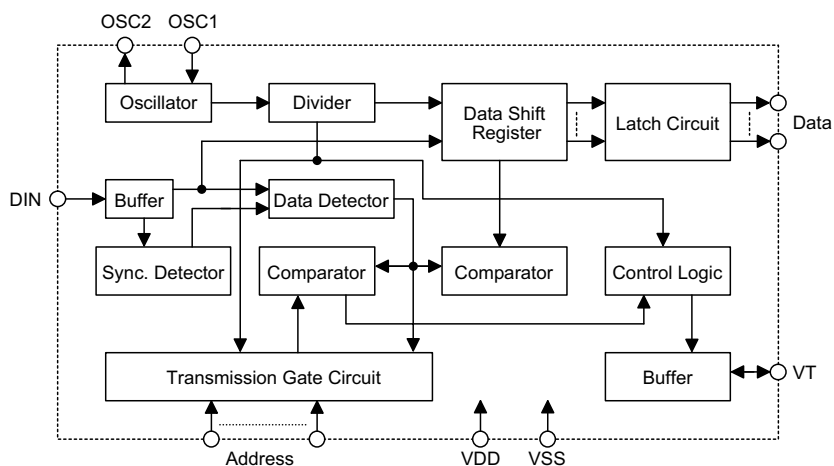 OSC2 OSC1
Oscillator
Divider
Data Shift
Register
Latch Circuit
Data
DIN
Buffer
Data Detector
Sync. Detector
Comparator
Comparator
Control Logic
Transmission Gate Circuit
Buffer
VT
Address
VDD
VSS